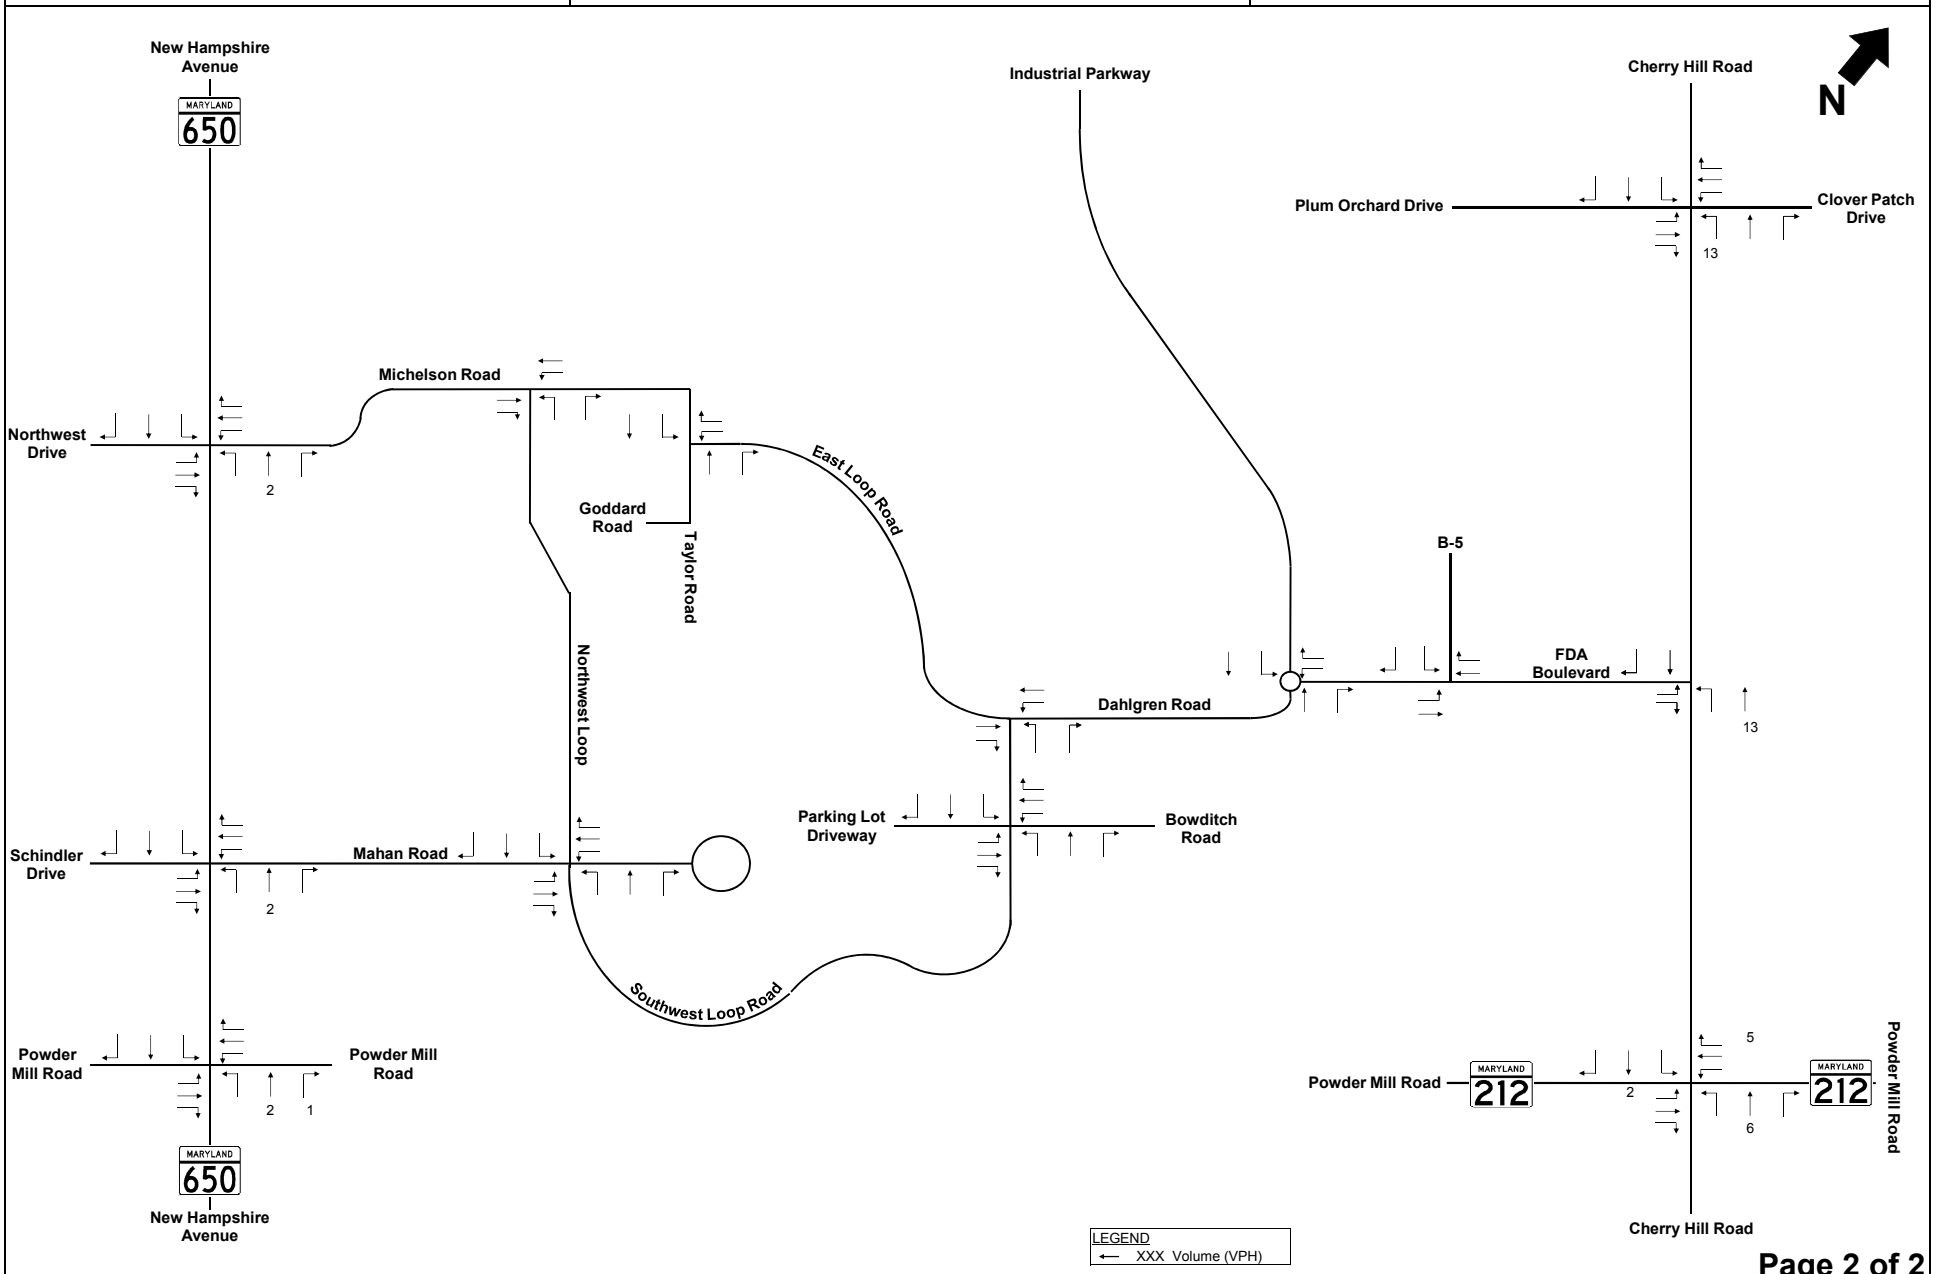 New Hampshire
Avenue
MARYLAND
650
Industrial Parkway
Cherry Hill Road
N
Plum Orchard Drive
Clover Patch
Drive
13
Michelson Road
Northwest
Drive
2
East Loop Road
Goddard
Road
Taylor Road
B-5
Northwest Loop
FDA
Boulevard
Dahlgren Road
13
Parking Lot
Driveway
Bowditch
Road
Schindler
Drive
Mahan Road
2
Southwest Loop Road
Powder
Mill Road
Powder Mill
Road
2
1
5
Powder Mill Road
MARYLAND
212
2
MARYLAND
212
Powder Mill Road
6
MARYLAND
650
New Hampshire
Avenue
LEGEND
XXX Volume (VPH)
Cherry Hill Road
Page 2 of 2